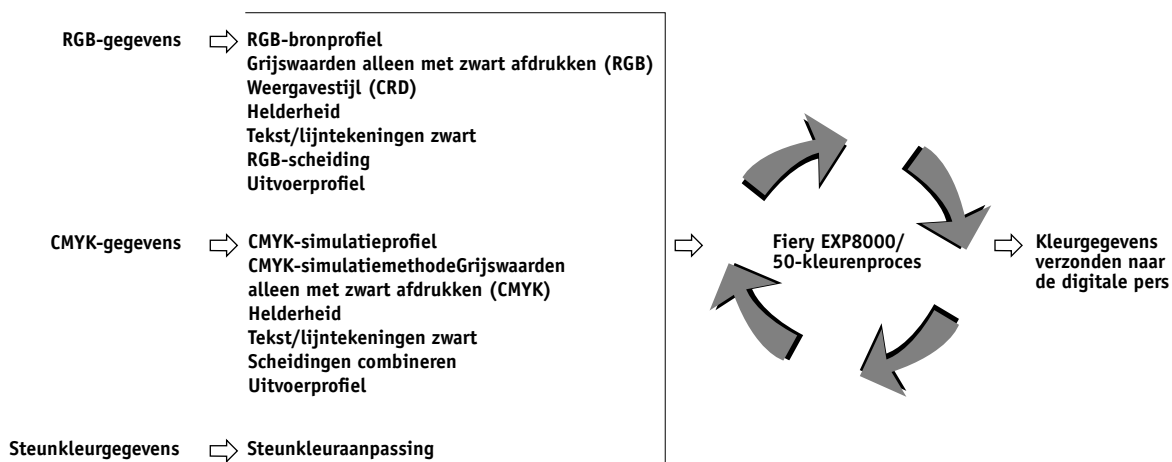 RGB-gegevens
RGB-bronprofiel
Grijswaarden alleen met zwart afdrukken (RGB)
Weergavestijl (CRD)
Helderheid
Tekst/lijntekeningen zwart
RGB-scheiding
Uitvoerprofiel
CMYK-gegevens
CMYK-simulatieprofiel
CMYK-simulatiemethodeGrijswaarden
alleen met zwart afdrukken (CMYK)
Helderheid
Tekst/lijntekeningen zwart
Scheidingen combineren
Uitvoerprofiel
Steunkleurgegevens
Steunkleuraanpassing
Fiery EXP8000/
50-kleurenproces
Kleurgegevens
verzonden naar
de digitale pers